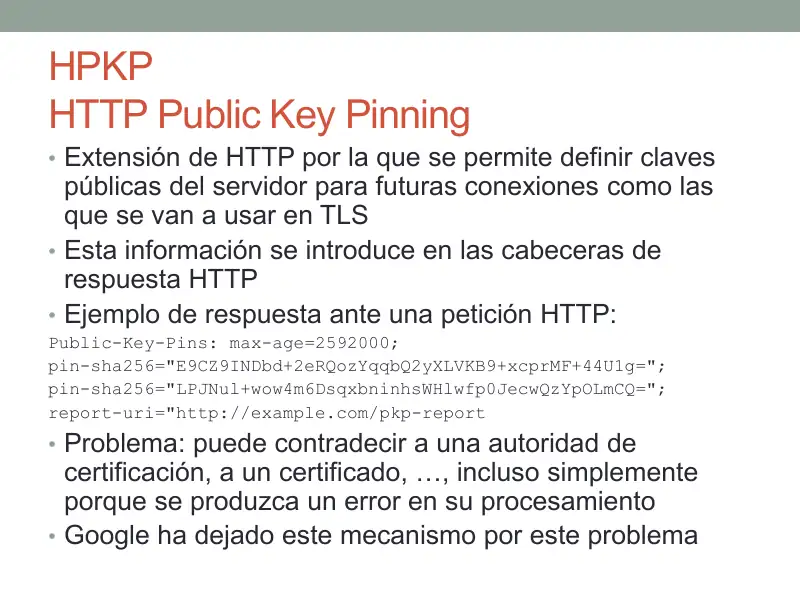 HPKP
HTTP Public Key Pinning
• Extensión de HTTP por la que se permite definir claves
públicas del servidor para futuras conexiones como las
que se van a usar en TLS
• Esta información se introduce en las cabeceras de
respuesta HTTP
• Ejemplo de respuesta ante una petición HTTP:
Public-Key-Pins: max-age=2592000;
pin-sha256="E9CZ9INDbd+2eRQozYqqbQ2yXLVKB9+xcprMF+44U1g=";
pin-sha256="LPJNul+wow4m6DsqxbninhsWHlwfp0JecwQzYpOLmCQ=";
report-uri="http://example.com/pkp-report
• Problema: puede contradecir a una autoridad de
certificación, a un certificado, …, incluso simplemente
porque se produzca un error en su procesamiento
• Google ha dejado este mecanismo por este problema